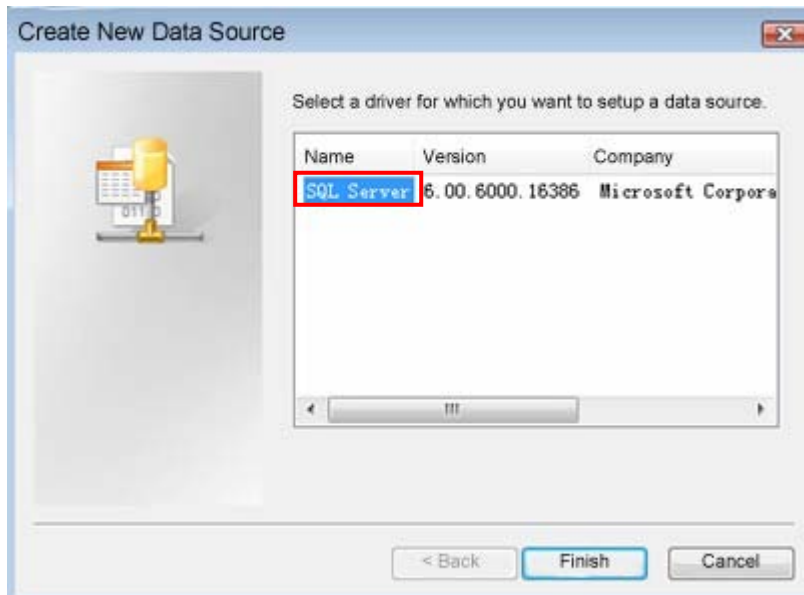 Create New Data Source
Select a driver for which you want to setup a data source.
Name Version Company
SQL Server 6.00.6000.16386 Microsoft Corpora
< Back Finish Cancel